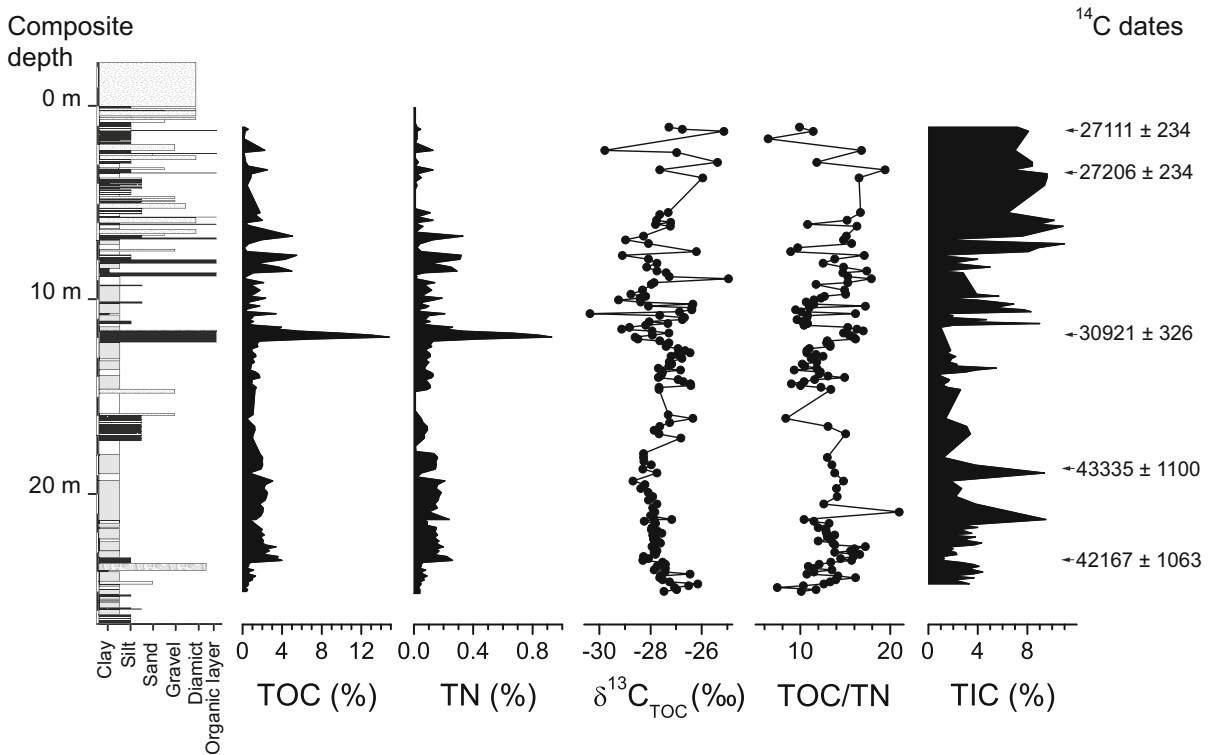 Composite
depth
¹⁴C dates
0 m
27111 ± 234
27206 ± 234
10 m
30921 ± 326
43335 ± 1100
20 m
42167 ± 1063
Clay
Silt
Sand
Gravel
Diamict
Organic layer
0 4 8 12
0.0 0.4 0.8
-30 -28 -26
10 20
0 4 8 12
TOC (%)
TN (%)
δ¹³C_TOC (‰)
TOC/TN
TIC (%)